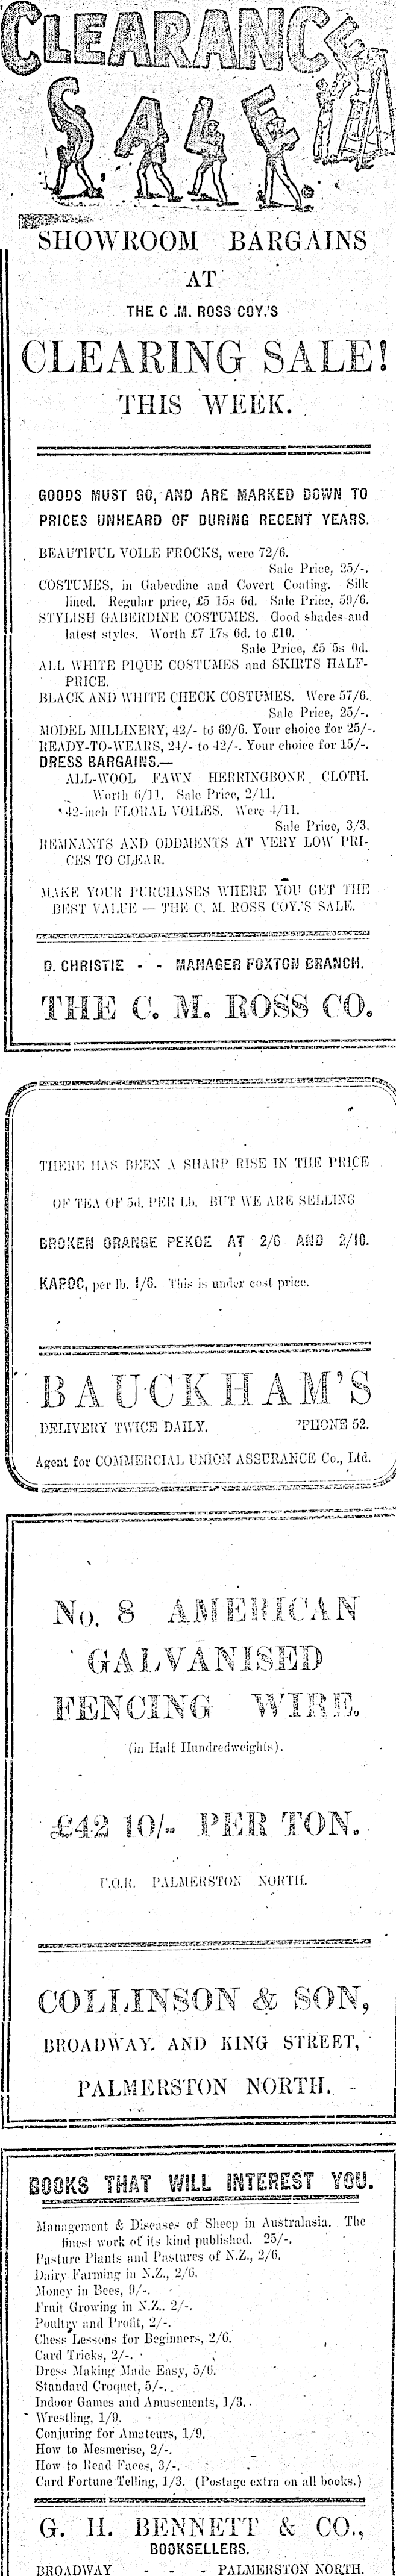 CLEARANCE
SALE
SHOWROOM BARGAINS
AT
THE C .M. ROSS COY.'S
CLEARING SALE!
THIS WEEK.
GOODS MUST GO, AND ARE MARKED DOWN TO
PRICES UNHEARD OF DURING RECENT YEARS.
BEAUTIFUL VOILE FROCKS, were 72/6.
Sale Price, 25/-.
COSTUMES, in Gaberdine and Covert Coating. Silk
lined. Regular price, £5 15s 6d. Sale Price, 59/6.
STYLISH GABERDINE COSTUMES. Good shades and
latest styles. Worth £7 17s 6d. to £10.
Sale Price, £5 5s 0d.
ALL WHITE PIQUE COSTUMES and SKIRTS HALF-
PRICE.
BLACK AND WHITE CHECK COSTUMES. Were 57/6.
Sale Price, 25/-.
MODEL MILLINERY, 42/- to 69/6. Your choice for 25/-.
READY-TO-WEARS, 24/- to 42/-. Your choice for 15/-.
DRESS BARGAINS.—
ALL-WOOL FAWN HERRINGBONE CLOTH.
Worth 6/11. Sale Price, 2/11.
42-inch FLORAL VOILES. Were 4/11.
Sale Price, 3/3.
REMNANTS AND ODDMENTS AT VERY LOW PRI-
CES TO CLEAR.
MAKE YOUR PURCHASES WHERE YOU GET THE
BEST VALUE — THE C. M. ROSS COY.'S SALE.
D. CHRISTIE - - MANAGER FOXTON BRANCH.
THE C. M. ROSS CO.
THERE HAS BEEN A SHARP RISE IN THE PRICE
OF TEA OF 5d. PER Lb. BUT WE ARE SELLING
BROKEN ORANGE PEKOE AT 2/6 AND 2/10.
KAPOC, per lb. 1/6. This is under cost price.
BAUCKHAM'S
DELIVERY TWICE DAILY. 'PHONE 52.
Agent for COMMERCIAL UNION ASSURANCE Co., Ltd.
No. 8 AMERICAN
GALVANISED
FENCING WIRE.
(in Half Hundredweights).
£42 10/- PER TON.
F.O.R. PALMERSTON NORTH.
COLLINSON & SON,
BROADWAY. AND KING STREET,
PALMERSTON NORTH.
BOOKS THAT WILL INTEREST YOU.
Management & Diseases of Sheep in Australasia. The
finest work of its kind published. 25/-.
Pasture Plants and Pastures of N.Z., 2/6.
Dairy Farming in N.Z., 2/6.
Money in Bees, 9/-.
Fruit Growing in N.Z.. 2/-.
Poultry and Profit, 2/-.
Chess Lessons for Beginners, 2/6.
Card Tricks, 2/-.
Dress Making Made Easy, 5/6.
Standard Croquet, 5/-.
Indoor Games and Amusements, 1/3.
Wrestling, 1/9.
Conjuring for Amateurs, 1/9.
How to Mesmerise, 2/-.
How to Read Faces, 3/-.
Card Fortune Telling, 1/3. (Postage extra on all books.)
G. H. BENNETT & CO.,
BOOKSELLERS.
BROADWAY - - - PALMERSTON NORTH.